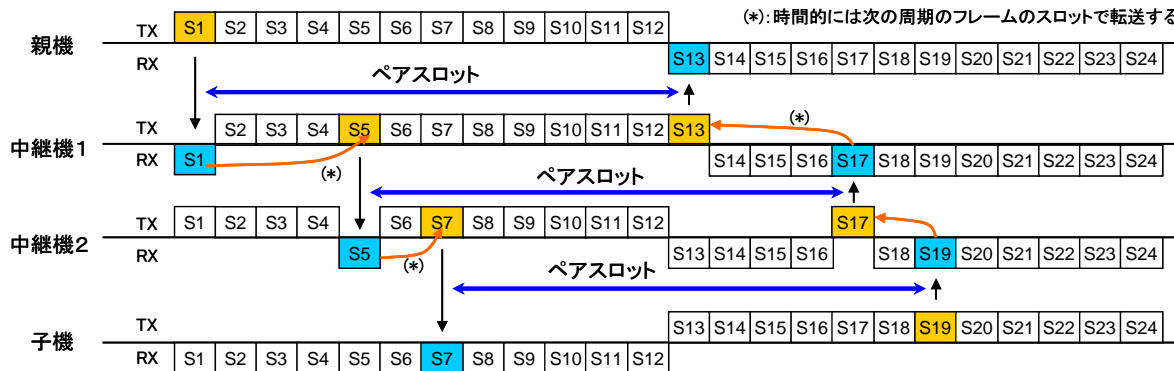 (*):時間的には次の周期のフレームのスロットで転送する
親機
TX S1 S2 S3 S4 S5 S6 S7 S8 S9 S10 S11 S12
RX S13 S14 S15 S16 S17 S18 S19 S20 S21 S22 S23 S24
ペアスロット
中継機1
TX S2 S3 S4 S5 S6 S7 S8 S9 S10 S11 S12 S13
(*)
RX S1 S14 S15 S16 S17 S18 S19 S20 S21 S22 S23 S24
(*)
ペアスロット
中継機2
TX S1 S2 S3 S4 S6 S7 S8 S9 S10 S11 S12 S17
RX S5 S13 S14 S15 S16 S18 S19 S20 S21 S22 S23 S24
(*)
ペアスロット
子機
TX S13 S14 S15 S16 S17 S18 S19 S20 S21 S22 S23 S24
RX S1 S2 S3 S4 S5 S6 S7 S8 S9 S10 S11 S12